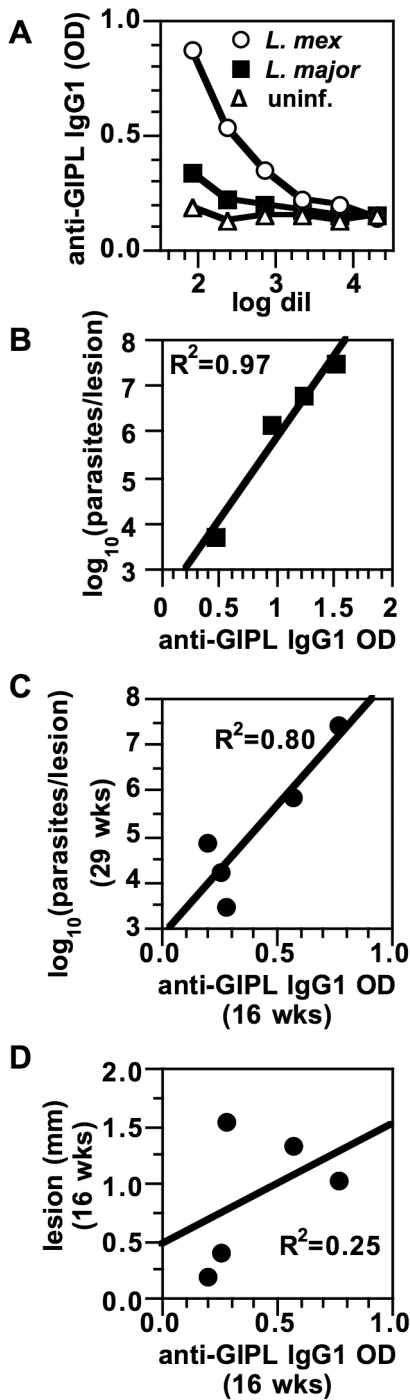 A
anti-GIPL IgG1 (OD)
1.0
0.5
0.0
L. mex
L. major
uninf.
2 3 4
log dil
B
log10(parasites/lesion)
8
7
6
5
4
3
R2=0.97
0 0.5 1 1.5 2
anti-GIPL IgG1 OD
C
log10(parasites/lesion)
(29 wks)
8
7
6
5
4
3
R2=0.80
0.0 0.5 1.0
anti-GIPL IgG1 OD
(16 wks)
D
lesion (mm)
(16 wks)
2.0
1.5
1.0
0.5
0.0
R2=0.25
0.0 0.5 1.0
anti-GIPL IgG1 OD
(16 wks)